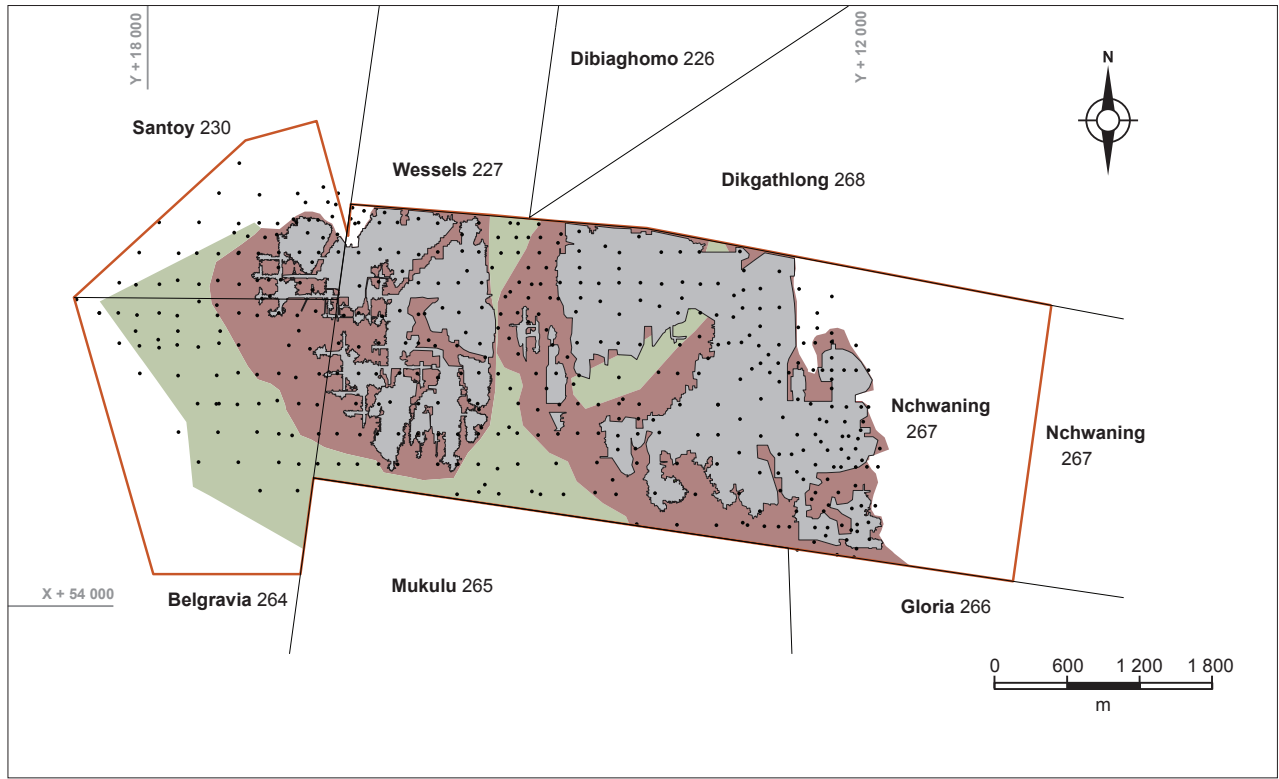 Y + 18 000
Y + 12 000
Dibiaghomo 226
N
Santoy 230
Wessels 227
Dikgathlong 268
Nchwaning
267
Nchwaning
267
X + 54 000
Belgravia 264
Mukulu 265
Gloria 266
0 600 1 200 1 800
m